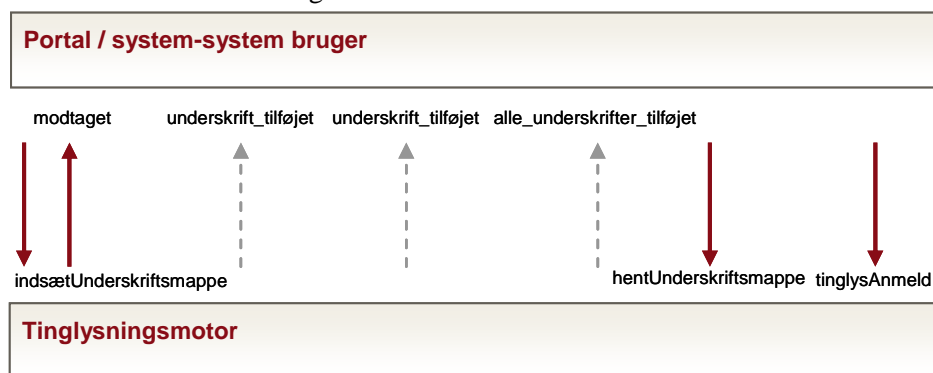 Portal / system-system bruger
modtaget underskrift_tilføjet underskrift_tilføjet alle_underskrifter_tilføjet
indsætUnderskriftsmappe hentUnderskriftsmappe tinglysAnmeld
Tinglysningsmotor